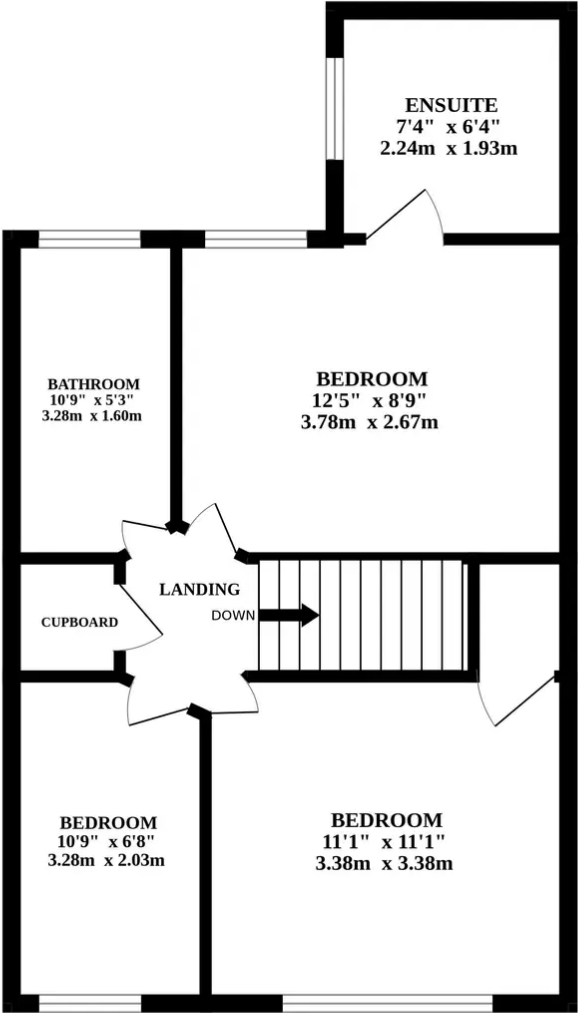 ENSUITE
7'4" x 6'4"
2.24m x 1.93m
BEDROOM
12'5" x 8'9"
3.78m x 2.67m
BATHROOM
10'9" x 5'3"
3.28m x 1.60m
LANDING
DOWN
CUPBOARD
BEDROOM
10'9" x 6'8"
3.28m x 2.03m
BEDROOM
11'1" x 11'1"
3.38m x 3.38m